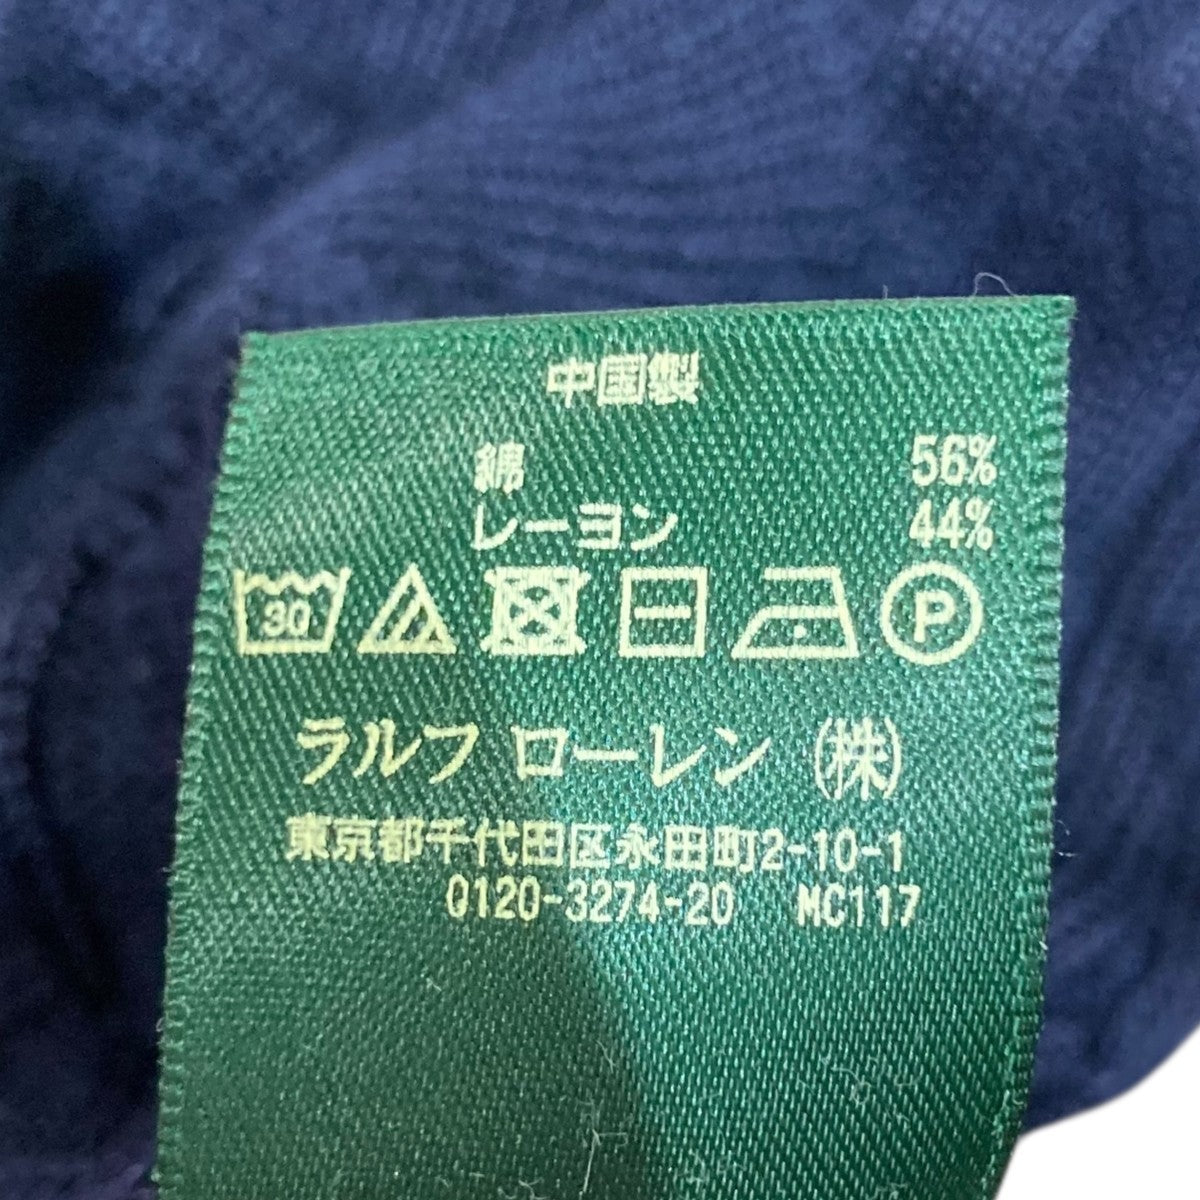 中国製
綿 56%
レーヨン 44%
30 P
ラルフ ローレン (株)
東京都千代田区永田町2-10-1
0120-3274-20 MC117